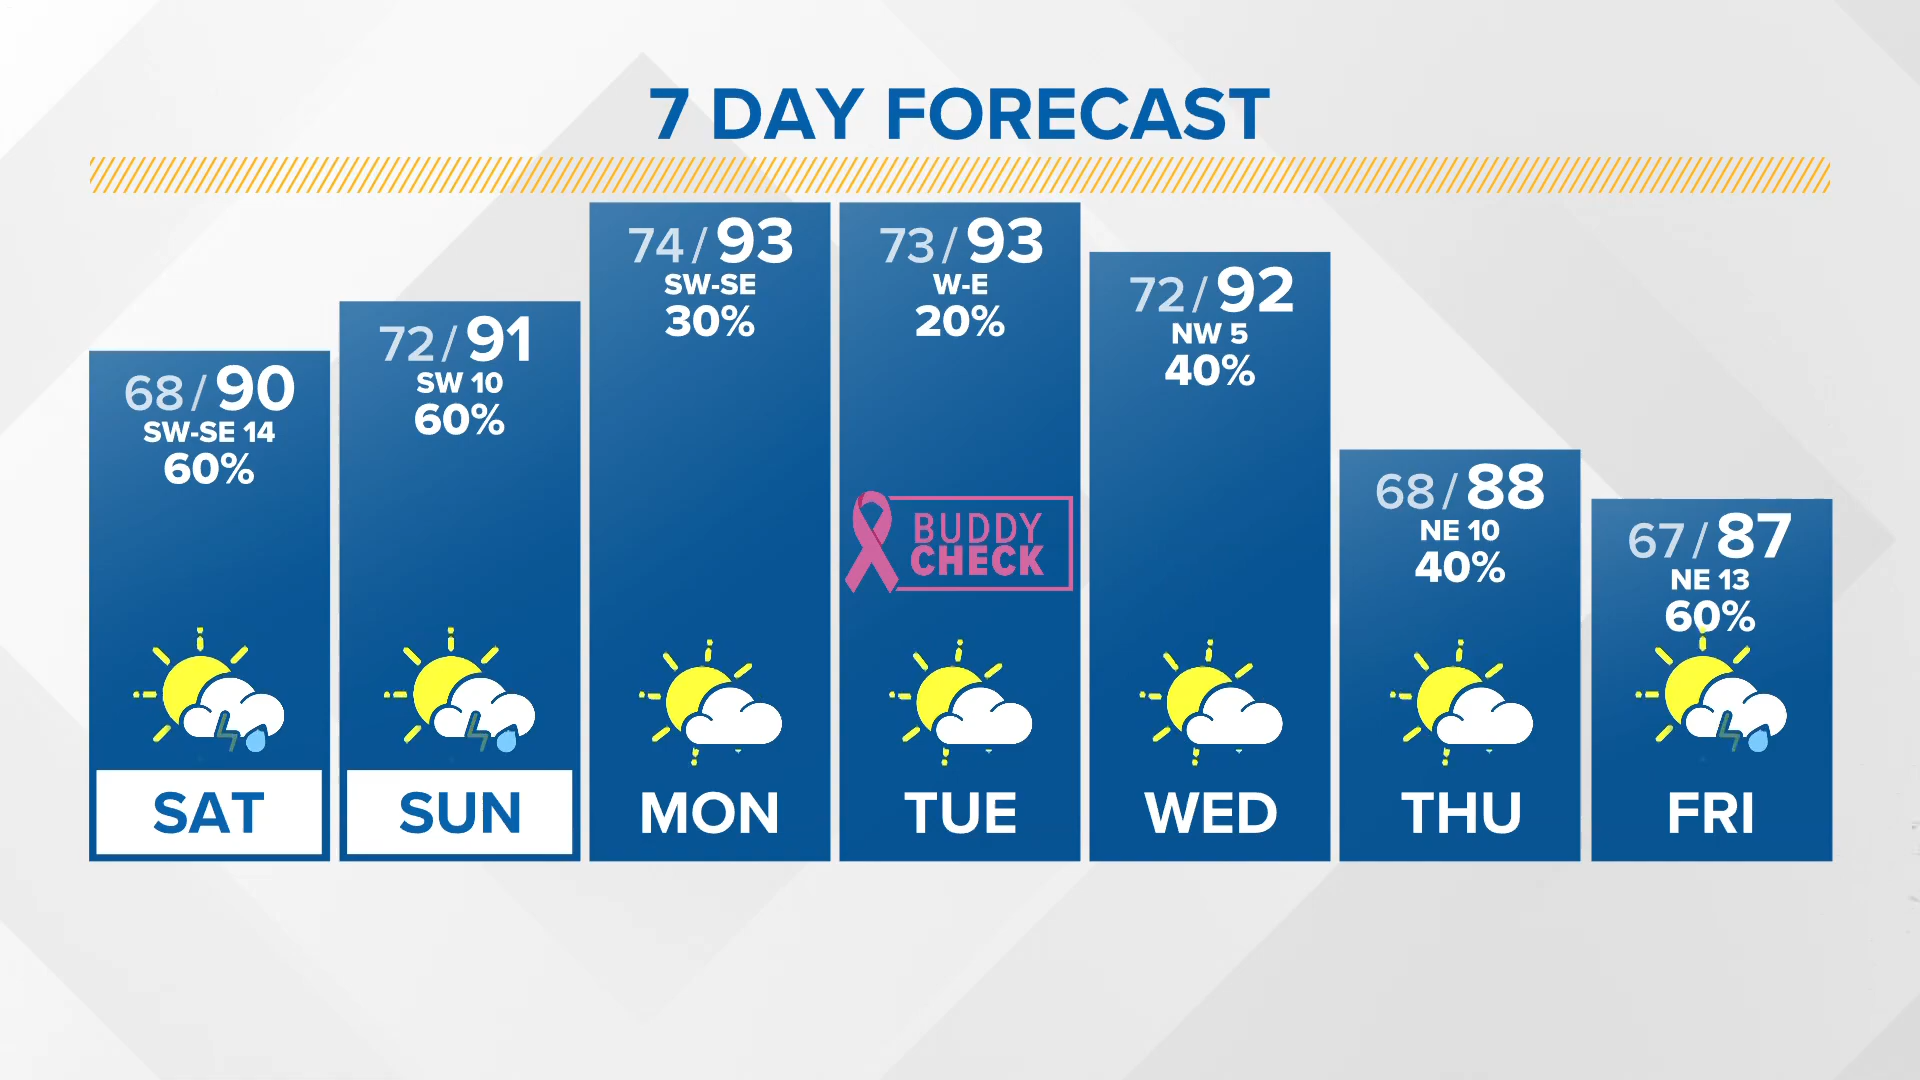 7 DAY FORECAST
68/90
SW-SE 14
60%
SAT
72/91
SW 10
60%
SUN
74/93
SW-SE
30%
MON
73/93
W-E
20%
BUDDY
CHECK
TUE
72/92
NW 5
40%
WED
68/88
NE 10
40%
THU
67/87
NE 13
60%
FRI